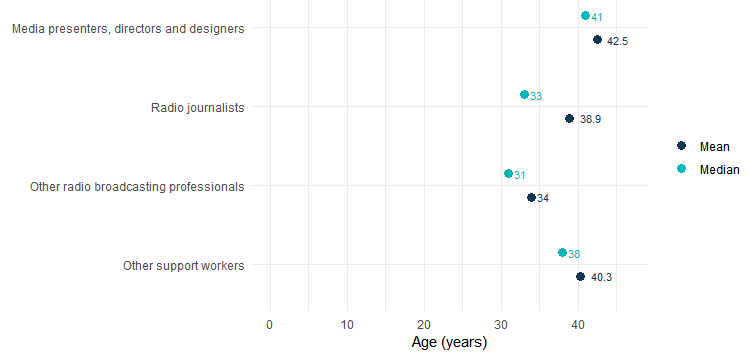 41
Media presenters, directors and designers
42.5
33
Radio journalists
38.9
Mean
Median
31
Other radio broadcasting professionals
34
38
Other support workers
40.3
0 10 20 30 40
Age (years)